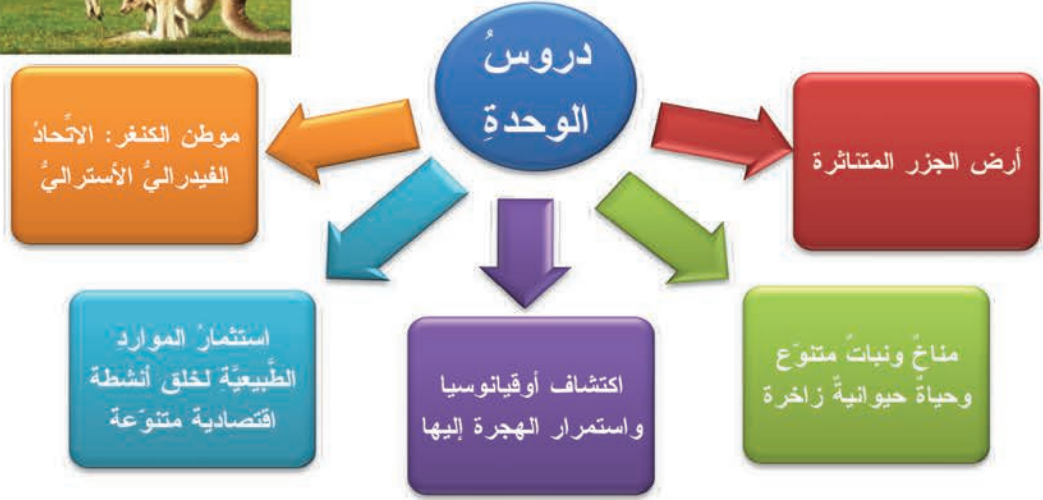 دروسُ
الوحدةِ
أرض الجزر المتناثرة
مناخٌ ونباتٌ متنوّع
وحياةٌ حيوانيةٌ زاخرة
اكتشاف أوقيانوسيا
واستمرار الهجرة إليها
استثمارُ المواردِ
الطَّبيعيَّةِ لخلق أنشطة
اقتصادية متنوّعة
موطن الكنغر: الاتّحادُ
الفيدراليُّ الأستراليُّ